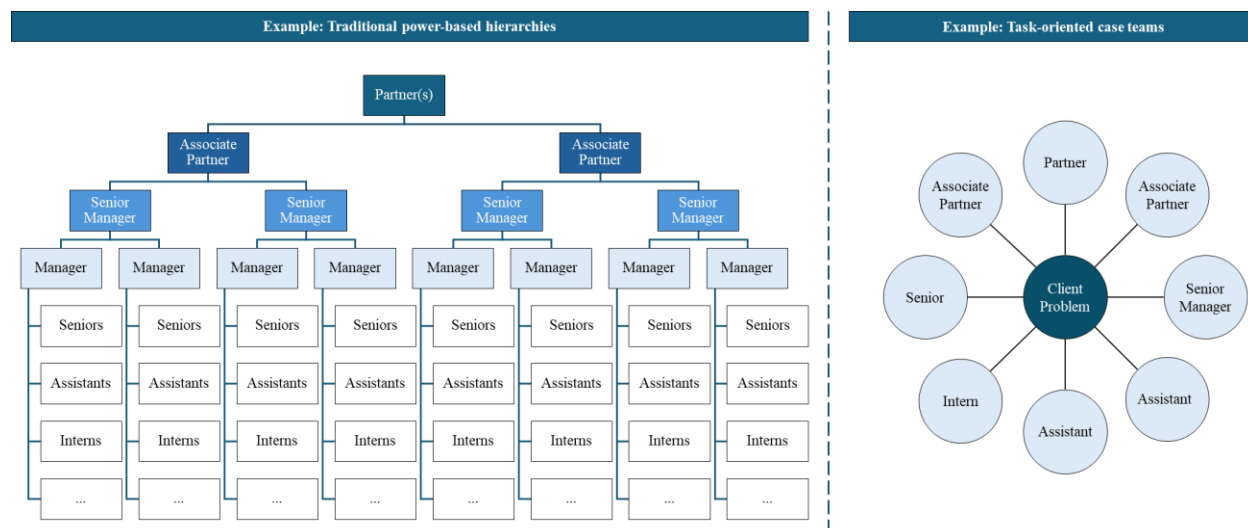 Example: Traditional power-based hierarchies
Partner(s)
Associate
Partner
Associate
Partner
Senior
Manager
Senior
Manager
Senior
Manager
Senior
Manager
Manager
Manager
Manager
Manager
Manager
Manager
Manager
Manager
Seniors
Seniors
Seniors
Seniors
Seniors
Seniors
Seniors
Seniors
Assistants
Assistants
Assistants
Assistants
Assistants
Assistants
Assistants
Assistants
Interns
Interns
Interns
Interns
Interns
Interns
Interns
Interns
...
...
...
...
...
...
...
...
Example: Task-oriented case teams
Partner
Associate
Partner
Associate
Partner
Senior
Client
Problem
Senior
Manager
Intern
Assistant
Assistant